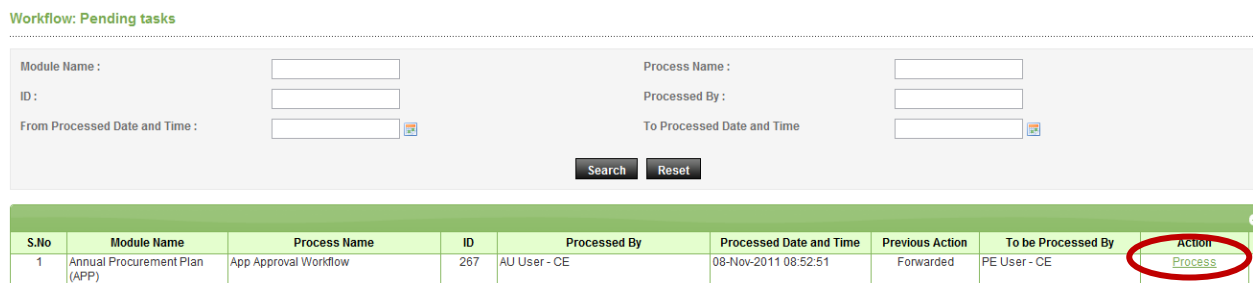 Workflow: Pending tasks
Module Name : Process Name :
ID : Processed By :
From Processed Date and Time : To Processed Date and Time
Search Reset
S.No Module Name Process Name ID Processed By Processed Date and Time Previous Action To be Processed By Action
1 Annual Procurement Plan App Approval Workflow 267 AU User - CE 08-Nov-2011 08:52:51 Forwarded PE User - CE Process
(APP)